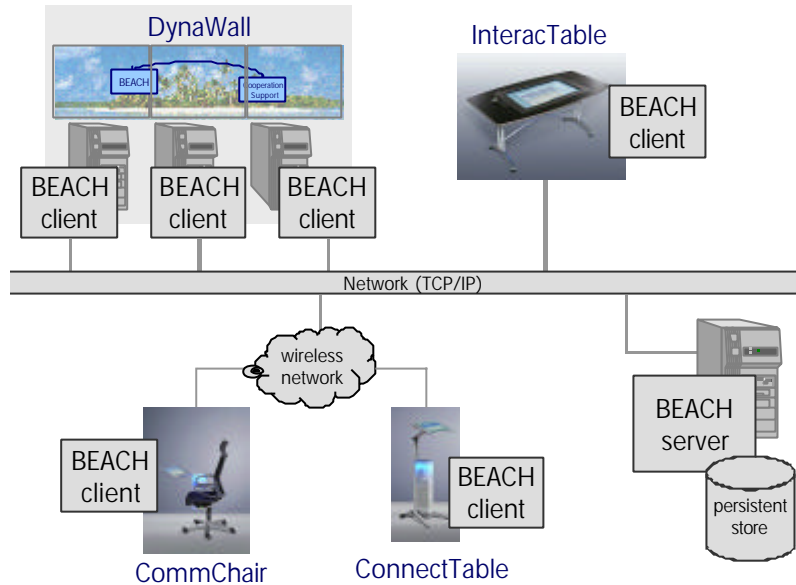 DynaWall
InteracTable
BEACH
Cooperation
Support
BEACH
client
BEACH
client
BEACH
client
BEACH
client
Network (TCP/IP)
wireless
network
BEACH
server
persistent
store
BEACH
client
BEACH
client
CommChair
ConnectTable